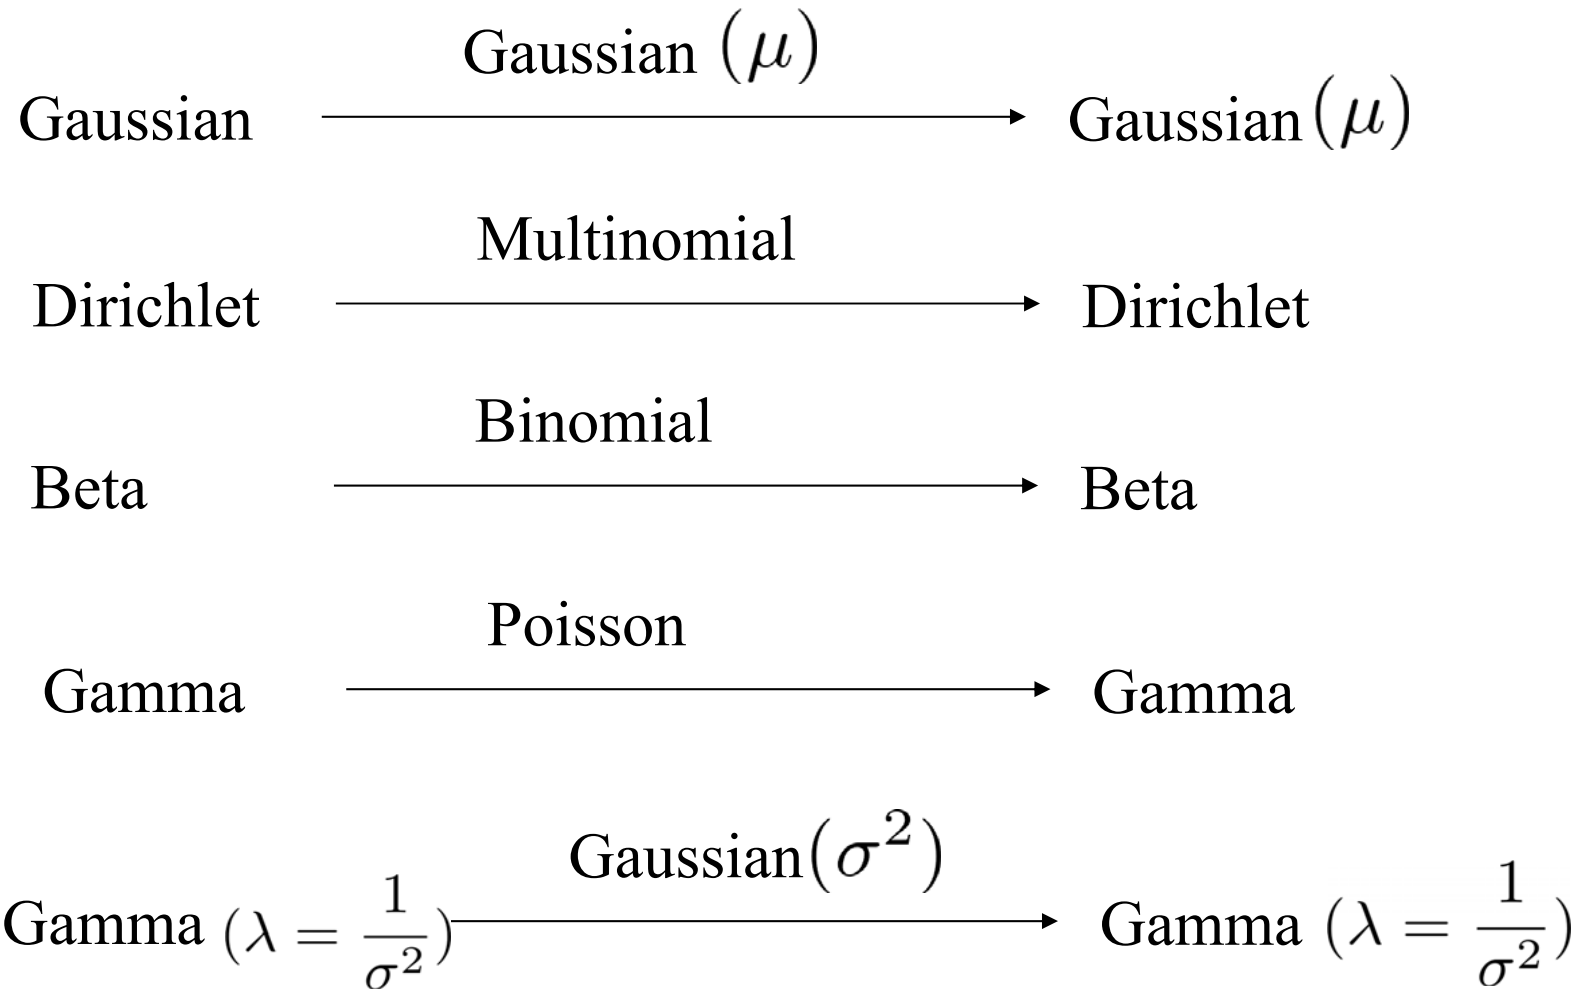 Gaussian (μ)
Gaussian Gaussian (μ)
Multinomial
Dirichlet Dirichlet
Binomial
Beta Beta
Poisson
Gamma Gamma
Gaussian(σ²)
Gamma (λ = 1/σ²) Gamma (λ = 1/σ²)